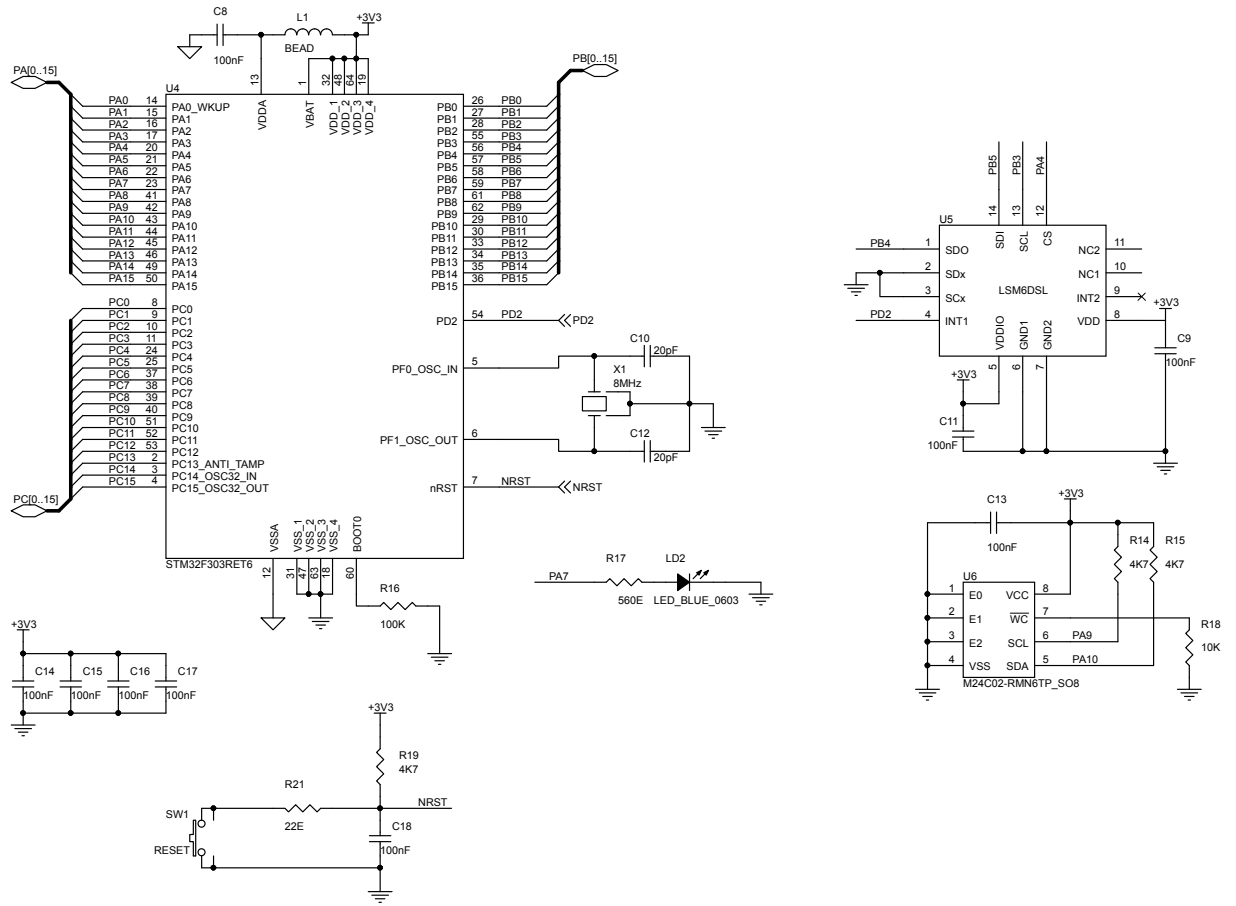 C8
100nF
L1
BEAD
+3V3
PA[0..15]
PB[0..15]
U4
13
1
32
48
64
19
VDDA
VBAT
VDD_1
VDD_2
VDD_3
VDD_4
PA0 14 PA0_WKUP
PA1 15 PA1
PA2 16 PA2
PA3 17 PA3
PA4 20 PA4
PA5 21 PA5
PA6 22 PA6
PA7 23 PA7
PA8 41 PA8
PA9 42 PA9
PA10 43 PA10
PA11 44 PA11
PA12 45 PA12
PA13 46 PA13
PA14 49 PA14
PA15 50 PA15
PC0 8 PC0
PC1 9 PC1
PC2 10 PC2
PC3 11 PC3
PC4 24 PC4
PC5 25 PC5
PC6 37 PC6
PC7 38 PC7
PC8 39 PC8
PC9 40 PC9
PC10 51 PC10
PC11 52 PC11
PC12 53 PC12
PC13 2 PC13_ANTI_TAMP
PC14 3 PC14_OSC32_IN
PC15 4 PC15_OSC32_OUT
PC[0..15]
PB0 26 PB0
PB1 27 PB1
PB2 28 PB2
PB3 55 PB3
PB4 56 PB4
PB5 57 PB5
PB6 58 PB6
PB7 59 PB7
PB8 61 PB8
PB9 62 PB9
PB10 29 PB10
PB11 30 PB11
PB12 33 PB12
PB13 34 PB13
PB14 35 PB14
PB15 36 PB15
PD2 54 PD2 PD2
PF0_OSC_IN 5
PF1_OSC_OUT 6
nRST 7 NRST NRST
C10
20pF
X1
8MHz
C12
20pF
VSSA
VSS_1
VSS_2
VSS_3
VSS_4
BOOT0
12
31
47
63
18
60
STM32F303RET6
R16
100K
PB5
PB3
PA4
14
13
12
U5
SDI
SCL
CS
PB4 1 SDO
2 SDx
3 SCx
PD2 4 INT1
LSM6DSL
NC2 11
NC1 10
INT2 9
VDD 8
+3V3
C9
100nF
VDDIO
GND1
GND2
5
6
7
+3V3
C11
100nF
+3V3
C13
100nF
R14
4K7
R15
4K7
U6
1 E0
2 E1
3 E2
4 VSS
VCC 8
WC 7
SCL 6 PA9
SDA 5 PA10
M24C02-RMN6TP_SO8
R18
10K
PA7
R17
560E
LD2
LED_BLUE_0603
+3V3
C14
100nF
C15
100nF
C16
100nF
C17
100nF
+3V3
R19
4K7
R21
22E
NRST
SW1
RESET
C18
100nF